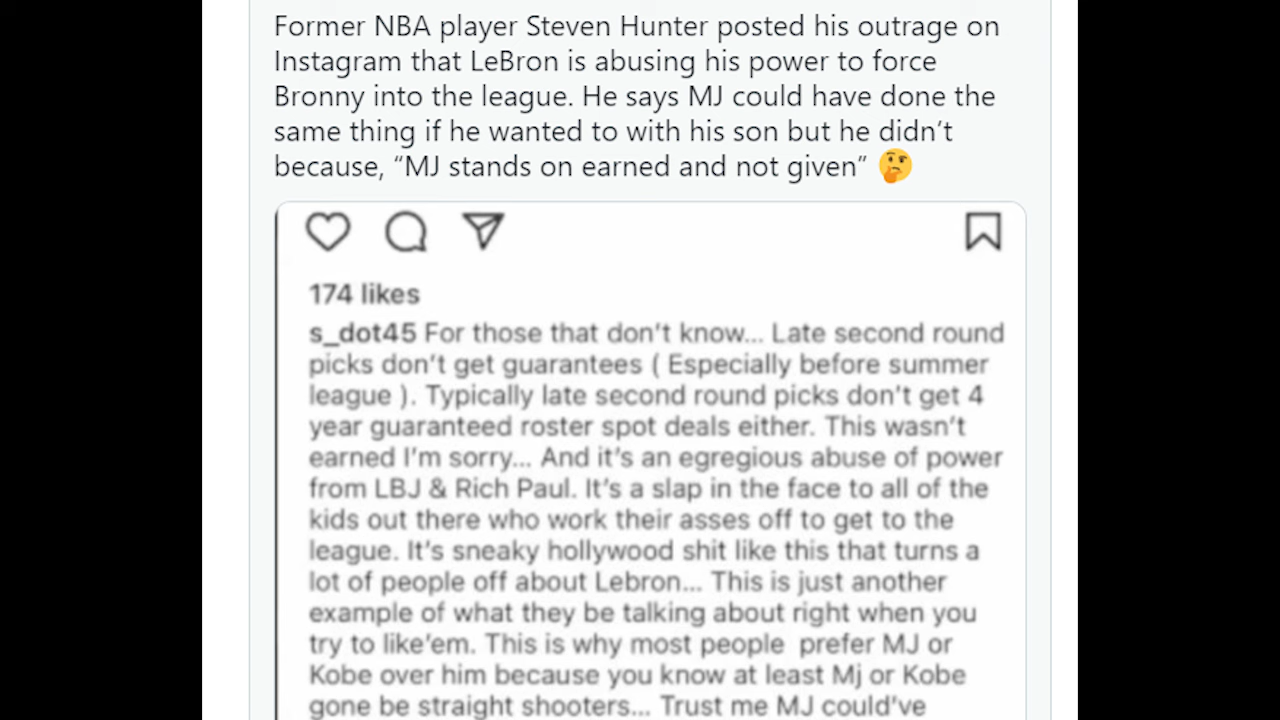 Former NBA player Steven Hunter posted his outrage on
Instagram that LeBron is abusing his power to force
Bronny into the league. He says MJ could have done the
same thing if he wanted to with his son but he didn’t
because, “MJ stands on earned and not given” 🤔
174 likes
s_dot45 For those that don’t know... Late second round
picks don’t get guarantees ( Especially before summer
league ). Typically late second round picks don’t get 4
year guaranteed roster spot deals either. This wasn’t
earned I’m sorry... And it’s an egregious abuse of power
from LBJ & Rich Paul. It’s a slap in the face to all of the
kids out there who work their asses off to get to the
league. It’s sneaky hollywood shit like this that turns a
lot of people off about Lebron... This is just another
example of what they be talking about right when you
try to like’em. This is why most people  prefer MJ or
Kobe over him because you know at least Mj or Kobe
gone be straight shooters... Trust me MJ could’ve